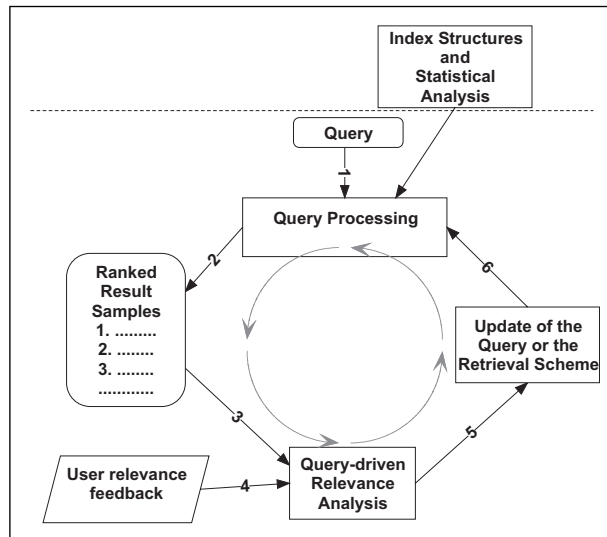 Index Structures
and
Statistical
Analysis
Query
1
Query Processing
2
6
Ranked
Result
Samples
1. .........
2. ........
3. ........
............
Update of the
Query or the
Retrieval Scheme
3
5
User relevance
feedback
4
Query-driven
Relevance
Analysis